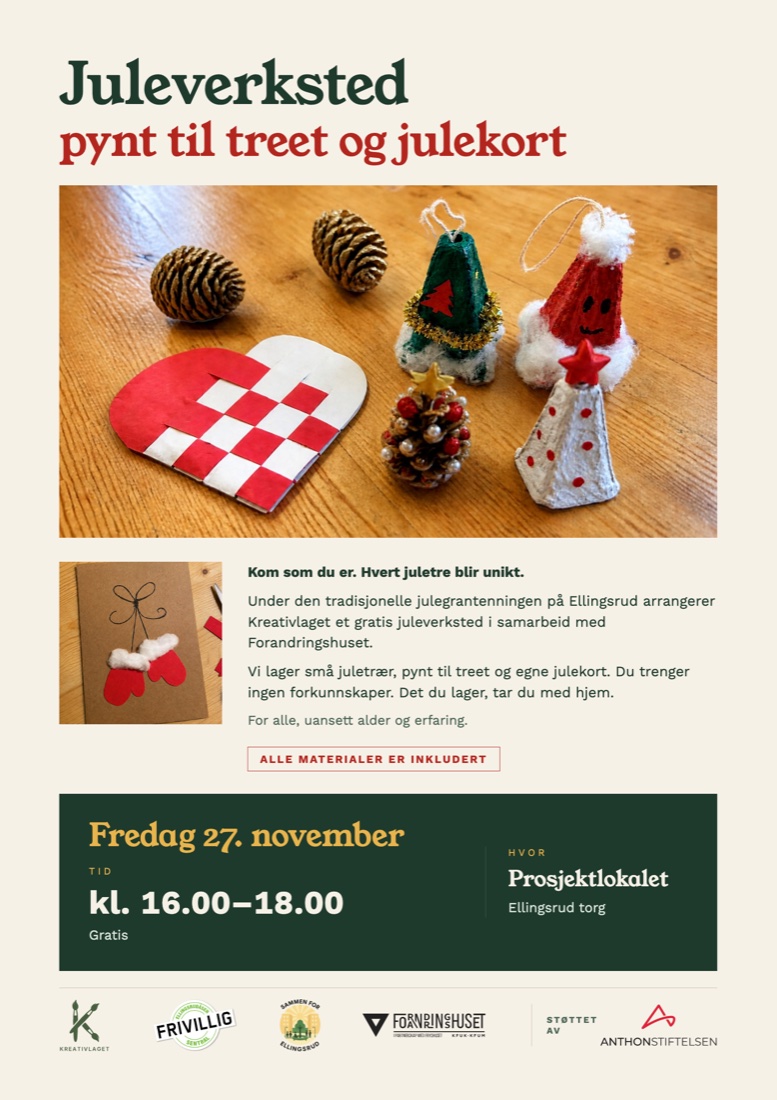 Juleverksted
pynt til treet og julekort
Kom som du er. Hvert juletre blir unikt.
Under den tradisjonelle julegrantenningen på Ellingsrud arrangerer
Kreativlaget et gratis juleverksted i samarbeid med
Forandringshuset.
Vi lager små juletrær, pynt til treet og egne julekort. Du trenger
ingen forkunnskaper. Det du lager, tar du med hjem.
For alle, uansett alder og erfaring.
ALLE MATERIALER ER INKLUDERT
Fredag 27. november
TID
kl. 16.00–18.00
Gratis
HVOR
Prosjektlokalet
Ellingsrud torg
KREATIVLAGET
FRIVILLIG
SENTRAL
SAMMEN FOR
ELLINGSRUD
KFUK-KFUM
STØTTET
AV
ANTHONSTIFTELSEN